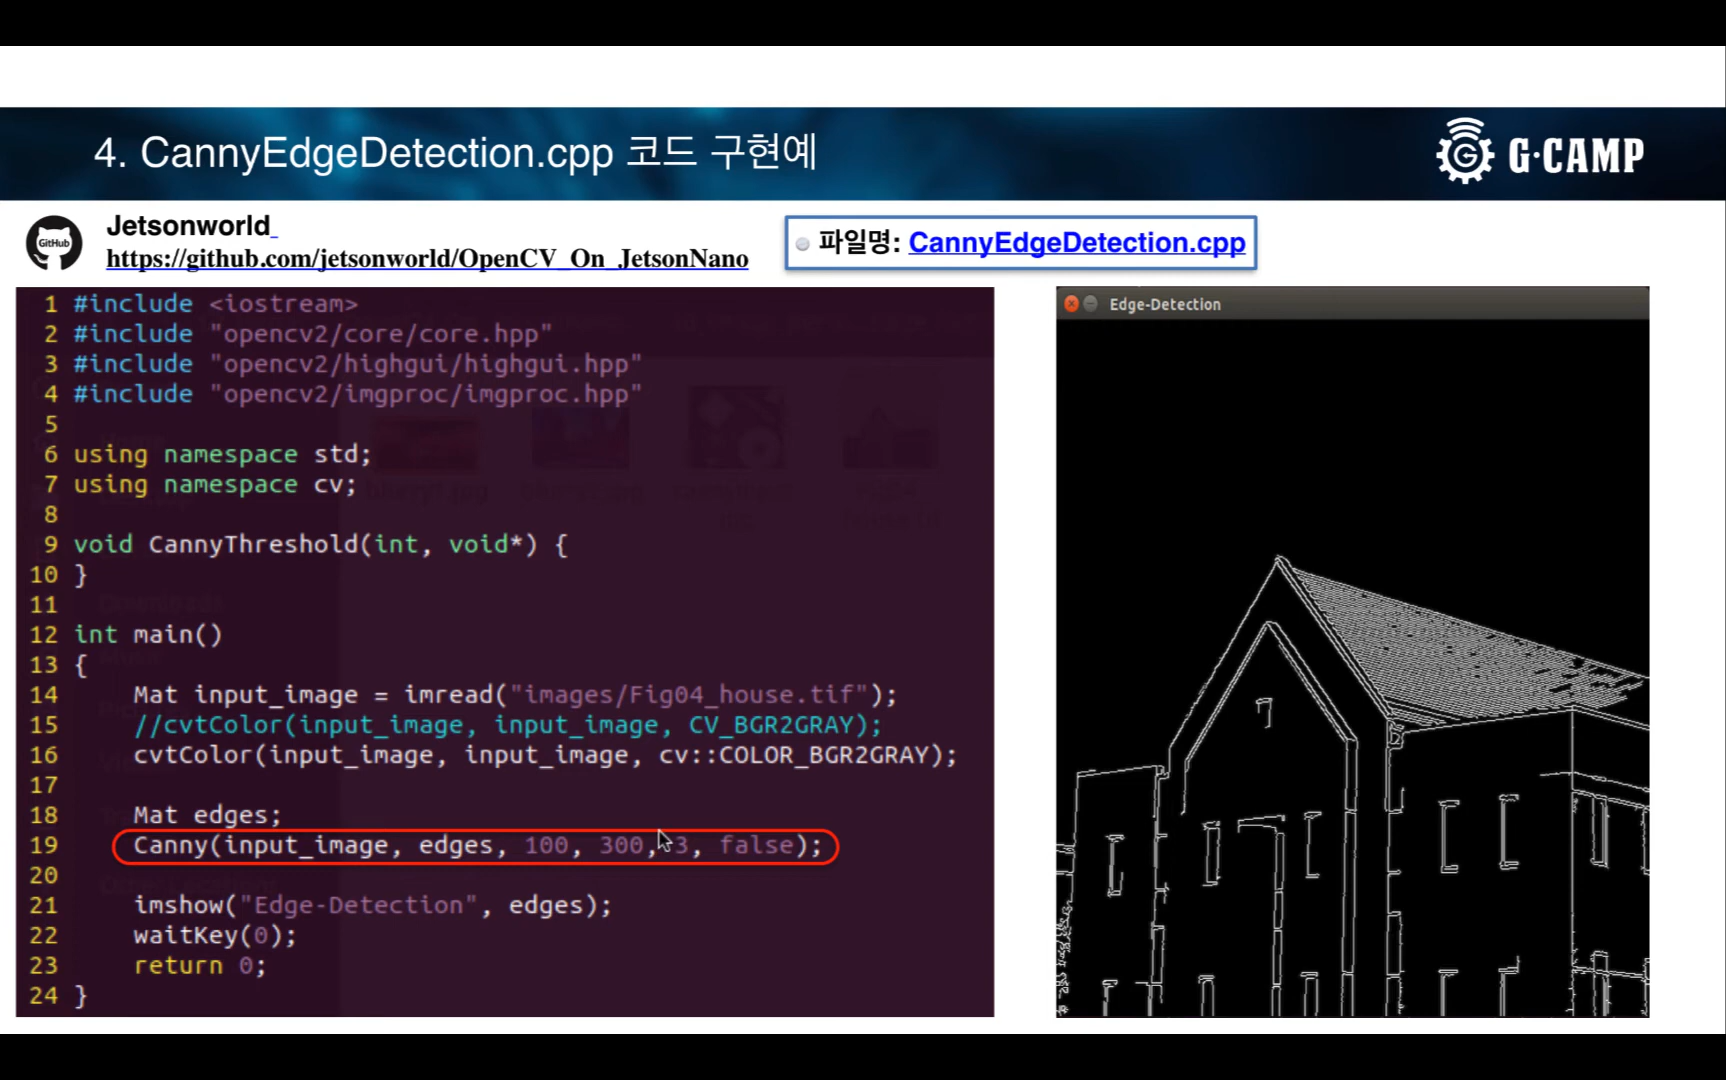 4. CannyEdgeDetection.cpp 코드 구현예
G·CAMP
GitHub
Jetsonworld
https://github.com/jetsonworld/OpenCV_On_JetsonNano
파일명: CannyEdgeDetection.cpp
1 #include <iostream>
2 #include "opencv2/core/core.hpp"
3 #include "opencv2/highgui/highgui.hpp"
4 #include "opencv2/imgproc/imgproc.hpp"
5
6 using namespace std;
7 using namespace cv;
8
9 void CannyThreshold(int, void*) {
10 }
11
12 int main()
13 {
14 Mat input_image = imread("images/Fig04_house.tif");
15 //cvtColor(input_image, input_image, CV_BGR2GRAY);
16 cvtColor(input_image, input_image, cv::COLOR_BGR2GRAY);
17
18 Mat edges;
19 Canny(input_image, edges, 100, 300, 3, false);
20
21 imshow("Edge-Detection", edges);
22 waitKey(0);
23 return 0;
24 }
Edge-Detection